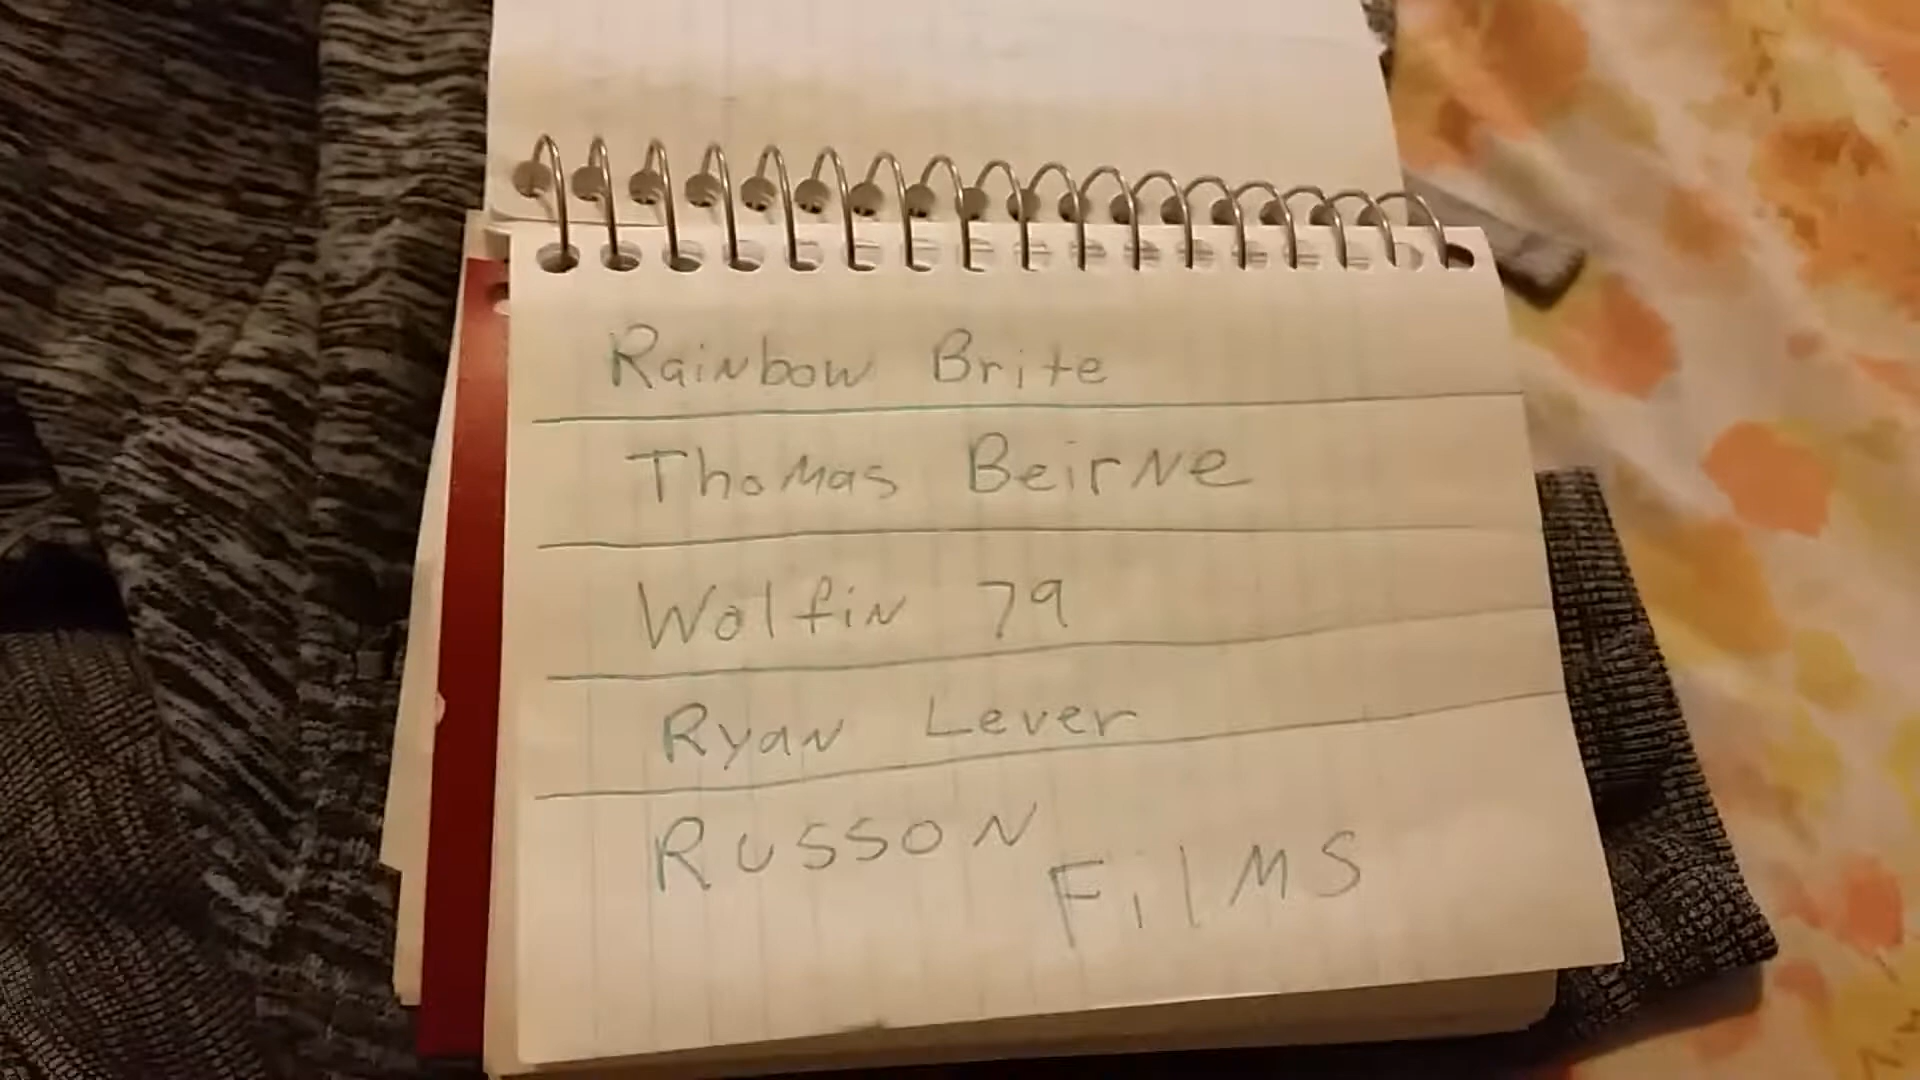 Rainbow Brite
Thomas Beirne
Wolfin 79
Ryan Lever
Russon
Films